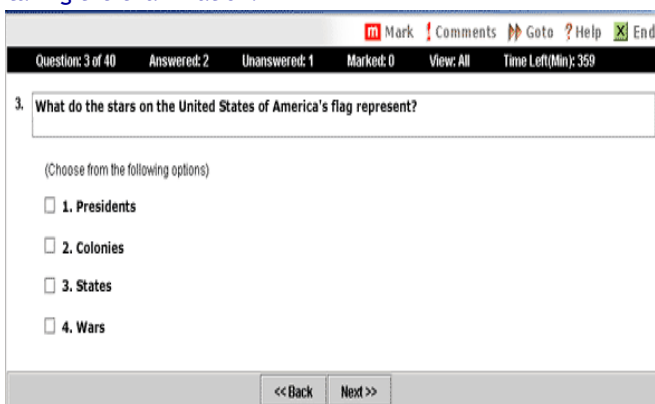 Mark Comments Goto ? Help X End
Question: 3 of 40 Answered: 2 Unanswered: 1 Marked: 0 View: All Time Left(Min): 359
3. What do the stars on the United States of America's flag represent?
(Choose from the following options)
1. Presidents
2. Colonies
3. States
4. Wars
<< Back Next >>